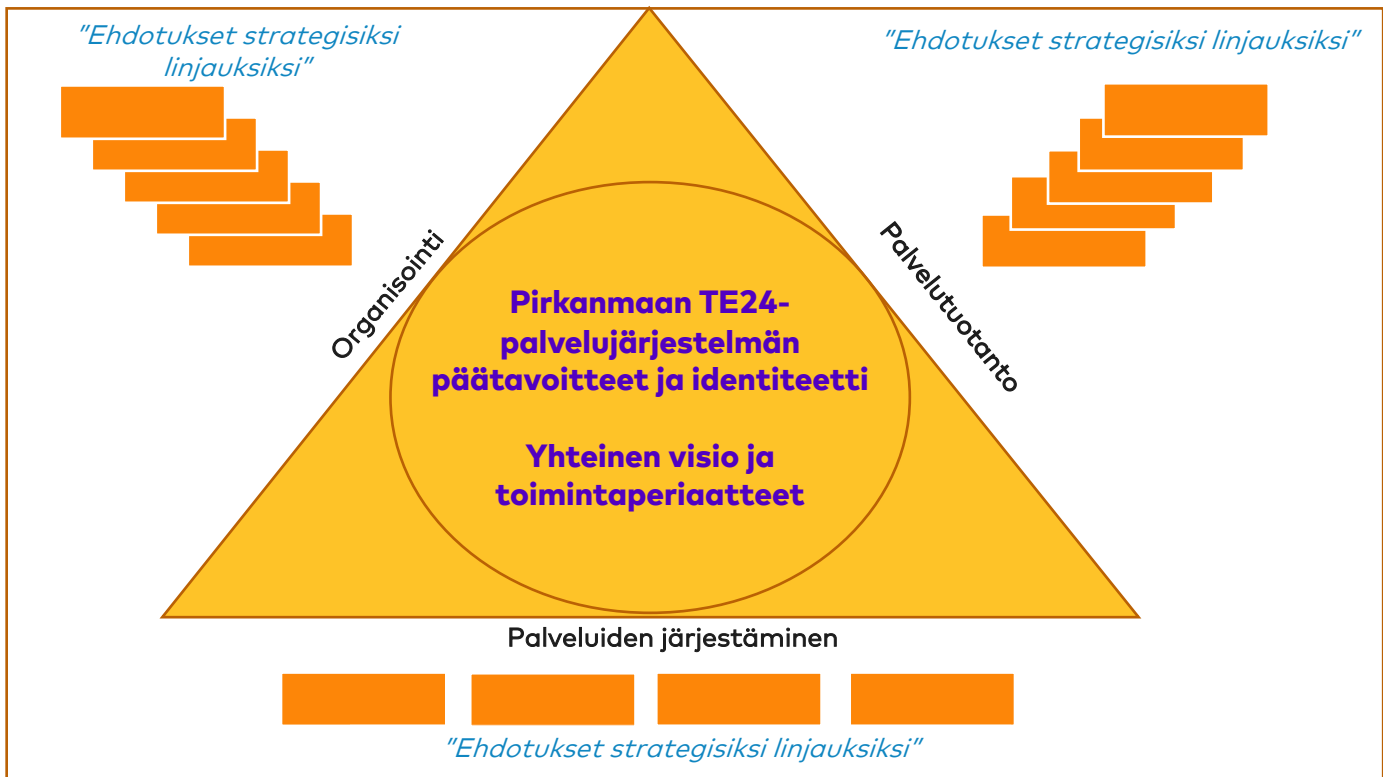 "Ehdotukset strategisiksi
linjauksiksi"
"Ehdotukset strategisiksi linjauksiksi"
Organisointi
Palvelutuotanto
Pirkanmaan TE24-
palvelujärjestelmän
päätavoitteet ja identiteetti
Yhteinen visio ja
toimintaperiaatteet
Palveluiden järjestäminen
"Ehdotukset strategisiksi linjauksiksi"